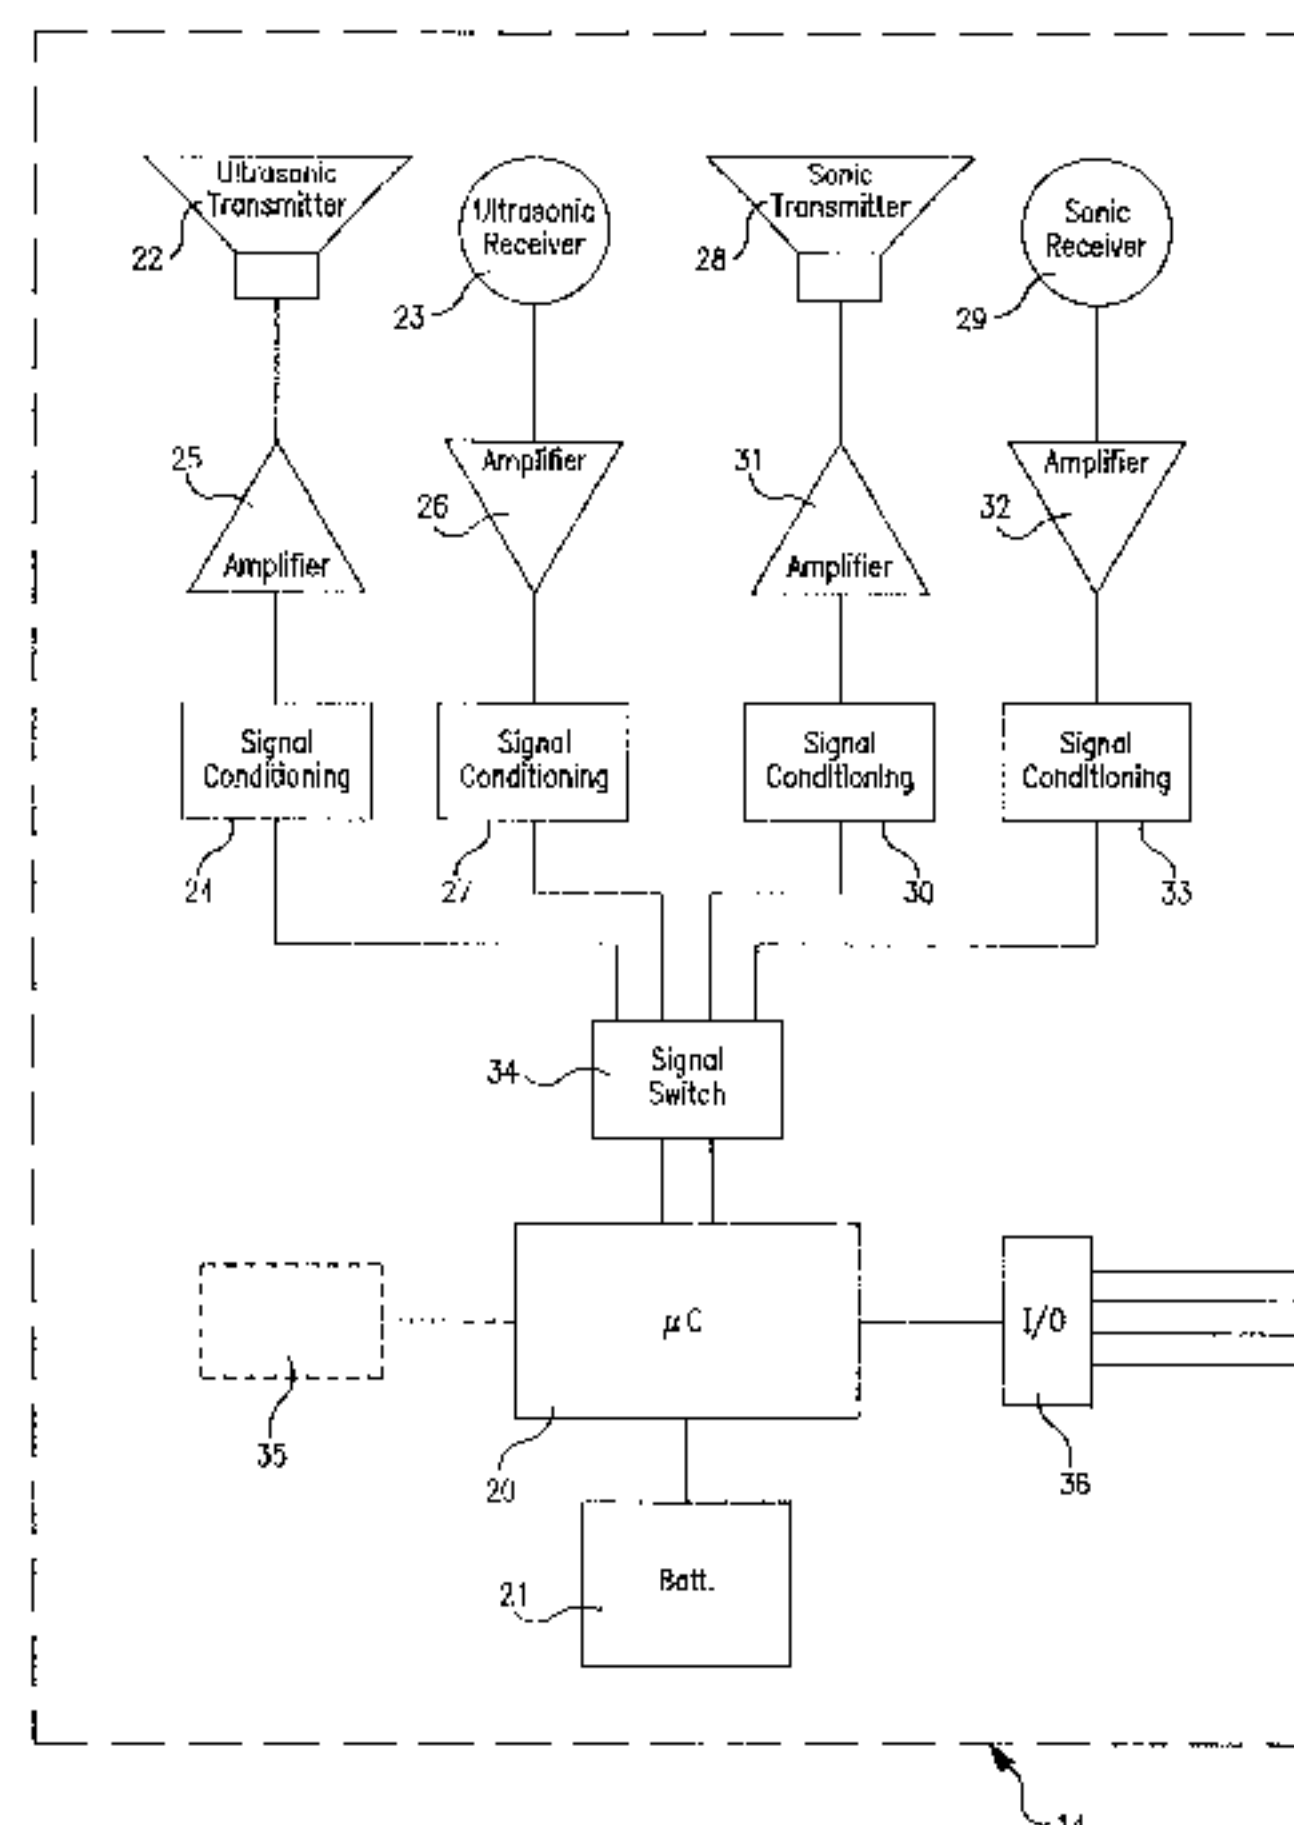 Ultrasonic
Transmitter
22
Ultrasonic
Receiver
23
Sonic
Transmitter
28
Sonic
Receiver
29
25
Amplifier
Amplifier
26
31
Amplifier
Amplifier
32
Signal
Conditioning
24
Signal
Conditioning
27
Signal
Conditioning
30
Signal
Conditioning
33
34
Signal
Switch
35
μC
20
I/O
36
21
Batt.